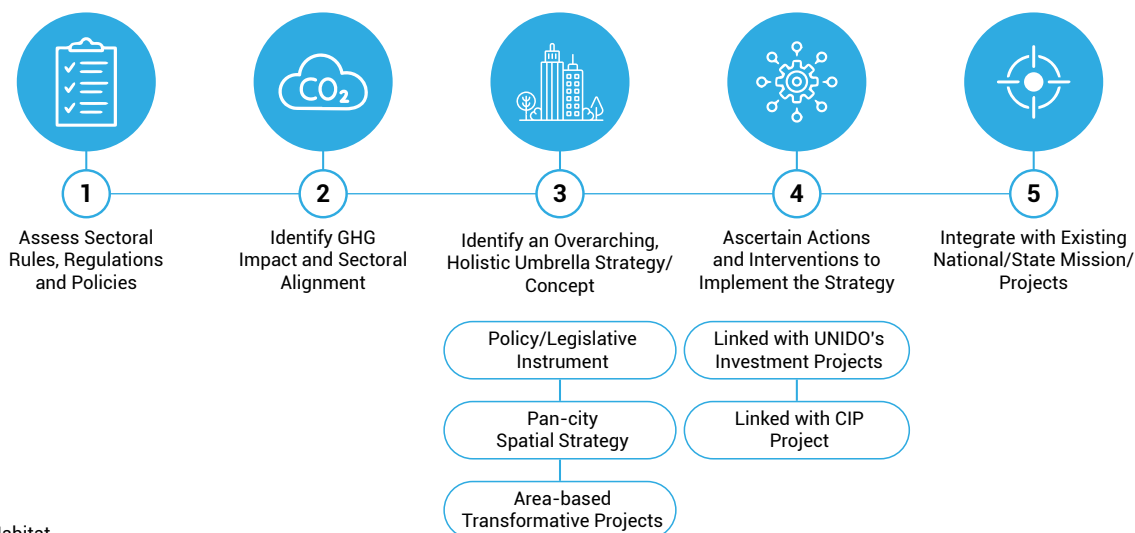 CO₂
1
Assess Sectoral
Rules, Regulations
and Policies
2
Identify GHG
Impact and Sectoral
Alignment
3
Identify an Overarching,
Holistic Umbrella Strategy/
Concept
Policy/Legislative
Instrument
Pan-city
Spatial Strategy
Area-based
Transformative Projects
4
Ascertain Actions
and Interventions to
Implement the Strategy
Linked with UNIDO's
Investment Projects
Linked with CIP
Project
5
Integrate with Existing
National/State Mission/
Projects